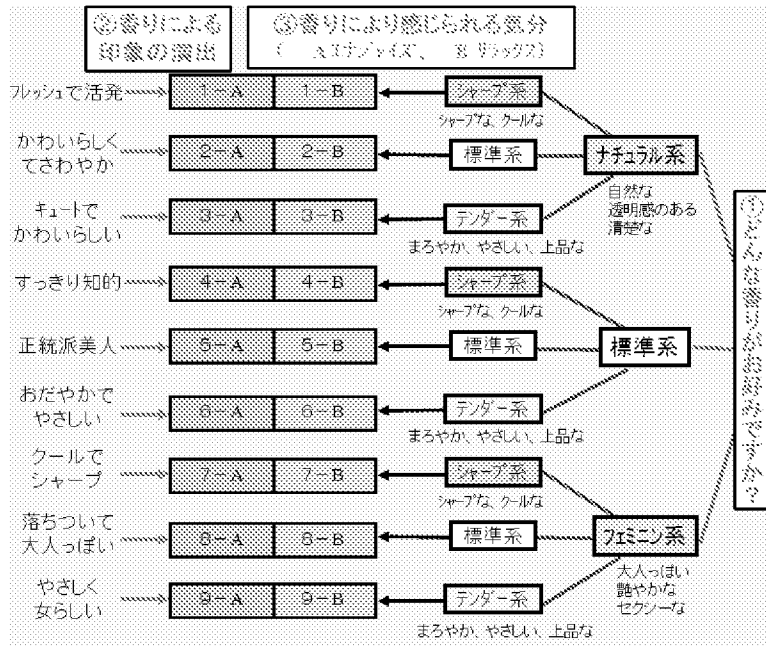 ②香りによる
印象の演出
③香りにより感じられる気分
( Aエナジャイズ、 B リラックス)
フレッシュで活発
1-A
1-B
シャープ系
シャープな、クールな
かわいらしく
てさわやか
2-A
2-B
標準系
ナチュラル系
自然な
透明感のある
清楚な
キュートで
かわいらしい
3-A
3-B
テンダー系
まろやか、やさしい、上品な
すっきり知的
4-A
4-B
シャープ系
シャープな、クールな
正統派美人
5-A
5-B
標準系
標準系
おだやかで
やさしい
6-A
6-B
テンダー系
まろやか、やさしい、上品な
クールで
シャープ
7-A
7-B
シャープ系
シャープな、クールな
落ちついて
大人っぽい
8-A
8-B
標準系
フェミニン系
大人っぽい
艶やかな
セクシーな
やさしく
女らしい
9-A
9-B
テンダー系
まろやか、やさしい、上品な
①どんな香りがお好みですか?